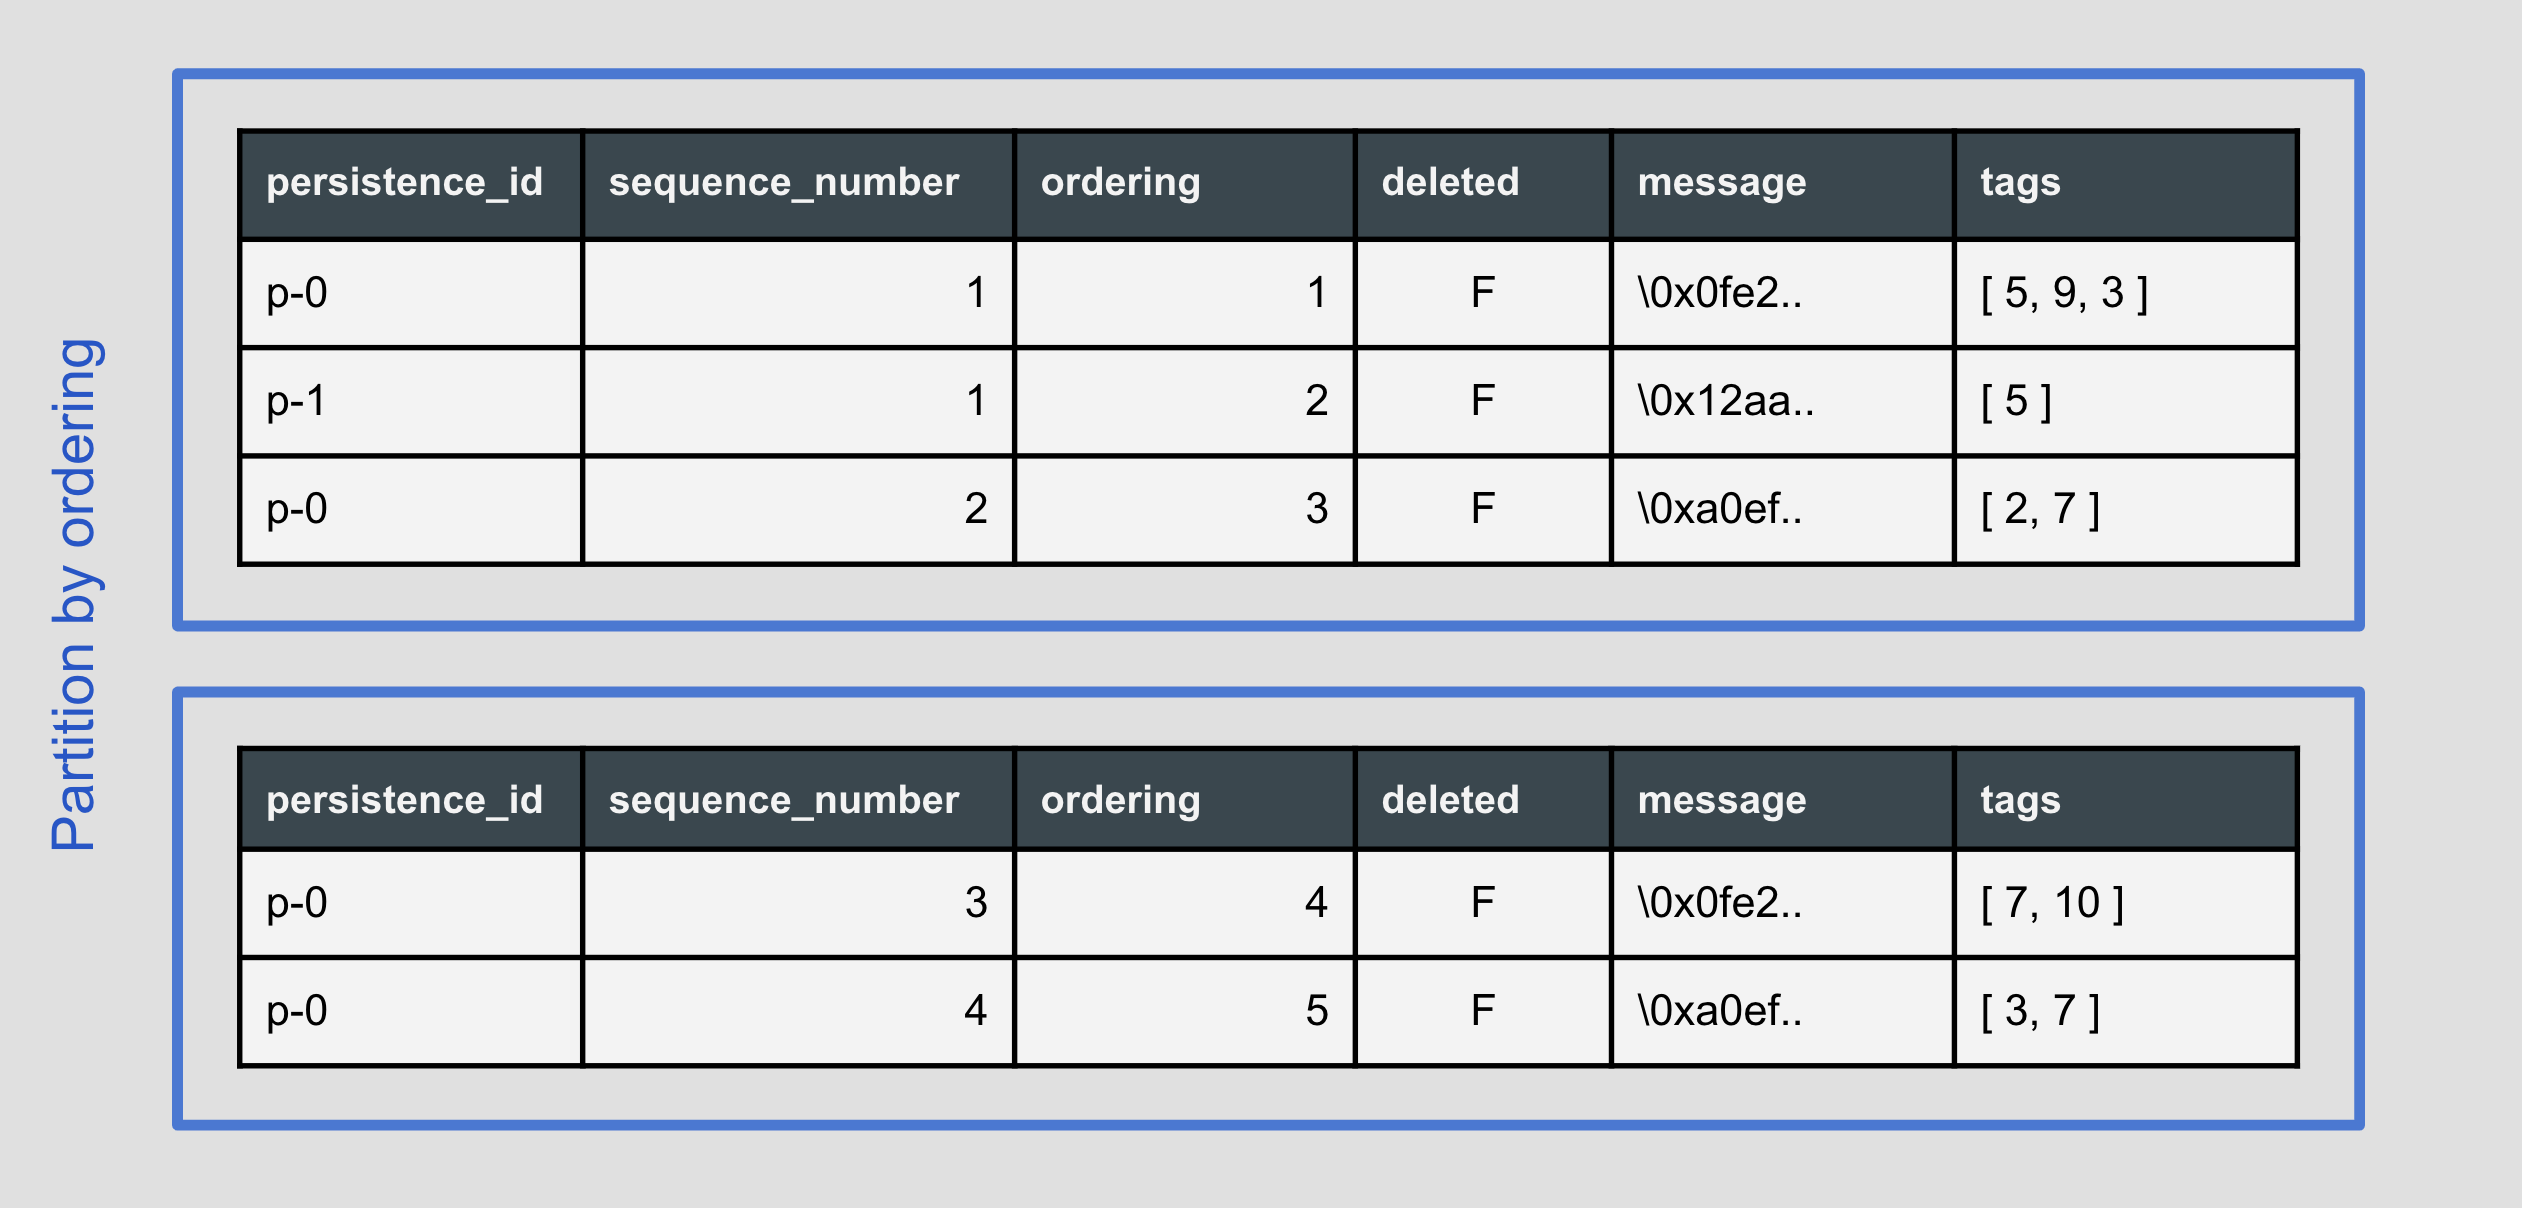 Partition by ordering
persistence_id sequence_number ordering deleted message tags
p-0 1 1 F \0x0fe2.. [ 5, 9, 3 ]
p-1 1 2 F \0x12aa.. [ 5 ]
p-0 2 3 F \0xa0ef.. [ 2, 7 ]
persistence_id sequence_number ordering deleted message tags
p-0 3 4 F \0x0fe2.. [ 7, 10 ]
p-0 4 5 F \0xa0ef.. [ 3, 7 ]